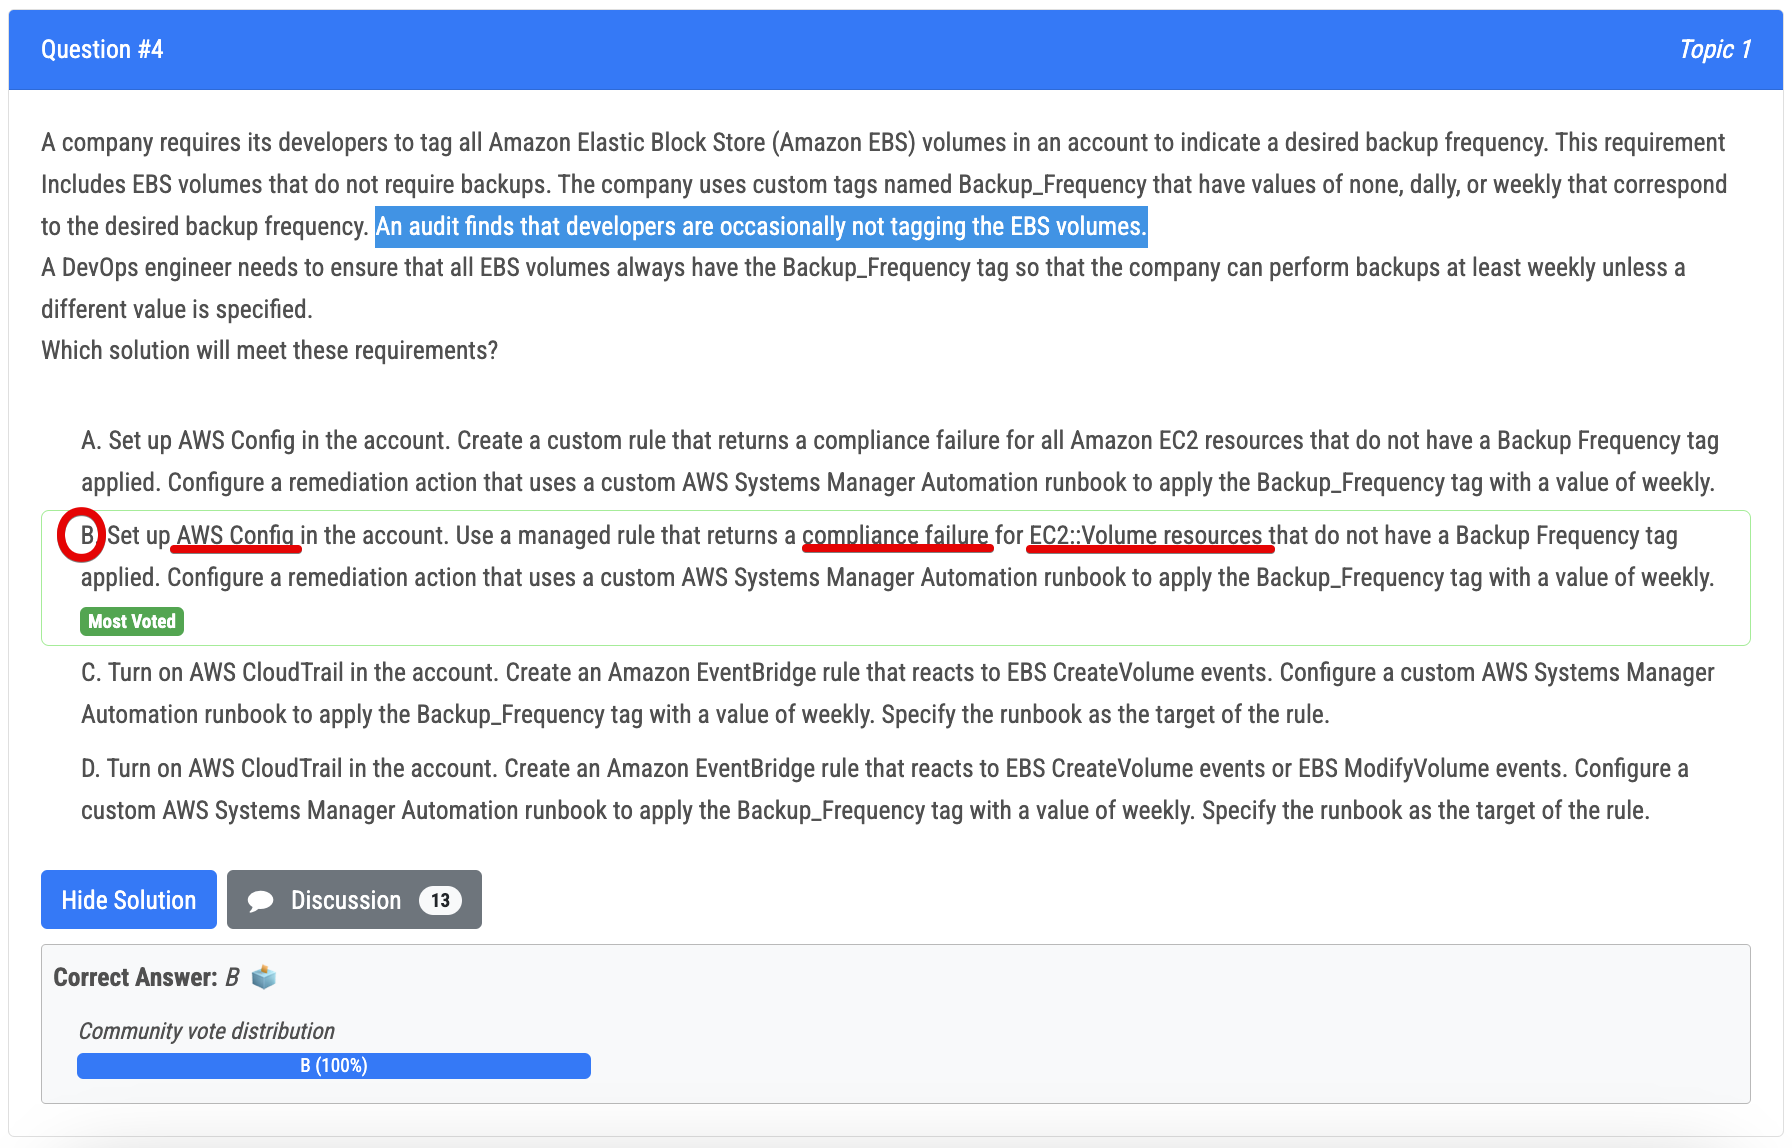 Question #4
Topic 1
A company requires its developers to tag all Amazon Elastic Block Store (Amazon EBS) volumes in an account to indicate a desired backup frequency. This requirement
Includes EBS volumes that do not require backups. The company uses custom tags named Backup_Frequency that have values of none, dally, or weekly that correspond
to the desired backup frequency. An audit finds that developers are occasionally not tagging the EBS volumes.
A DevOps engineer needs to ensure that all EBS volumes always have the Backup_Frequency tag so that the company can perform backups at least weekly unless a
different value is specified.
Which solution will meet these requirements?
A. Set up AWS Config in the account. Create a custom rule that returns a compliance failure for all Amazon EC2 resources that do not have a Backup Frequency tag
applied. Configure a remediation action that uses a custom AWS Systems Manager Automation runbook to apply the Backup_Frequency tag with a value of weekly.
B. Set up AWS Config in the account. Use a managed rule that returns a compliance failure for EC2::Volume resources that do not have a Backup Frequency tag
applied. Configure a remediation action that uses a custom AWS Systems Manager Automation runbook to apply the Backup_Frequency tag with a value of weekly.
Most Voted
C. Turn on AWS CloudTrail in the account. Create an Amazon EventBridge rule that reacts to EBS CreateVolume events. Configure a custom AWS Systems Manager
Automation runbook to apply the Backup_Frequency tag with a value of weekly. Specify the runbook as the target of the rule.
D. Turn on AWS CloudTrail in the account. Create an Amazon EventBridge rule that reacts to EBS CreateVolume events or EBS ModifyVolume events. Configure a
custom AWS Systems Manager Automation runbook to apply the Backup_Frequency tag with a value of weekly. Specify the runbook as the target of the rule.
Hide Solution
Discussion 13
Correct Answer: B
Community vote distribution
B (100%)